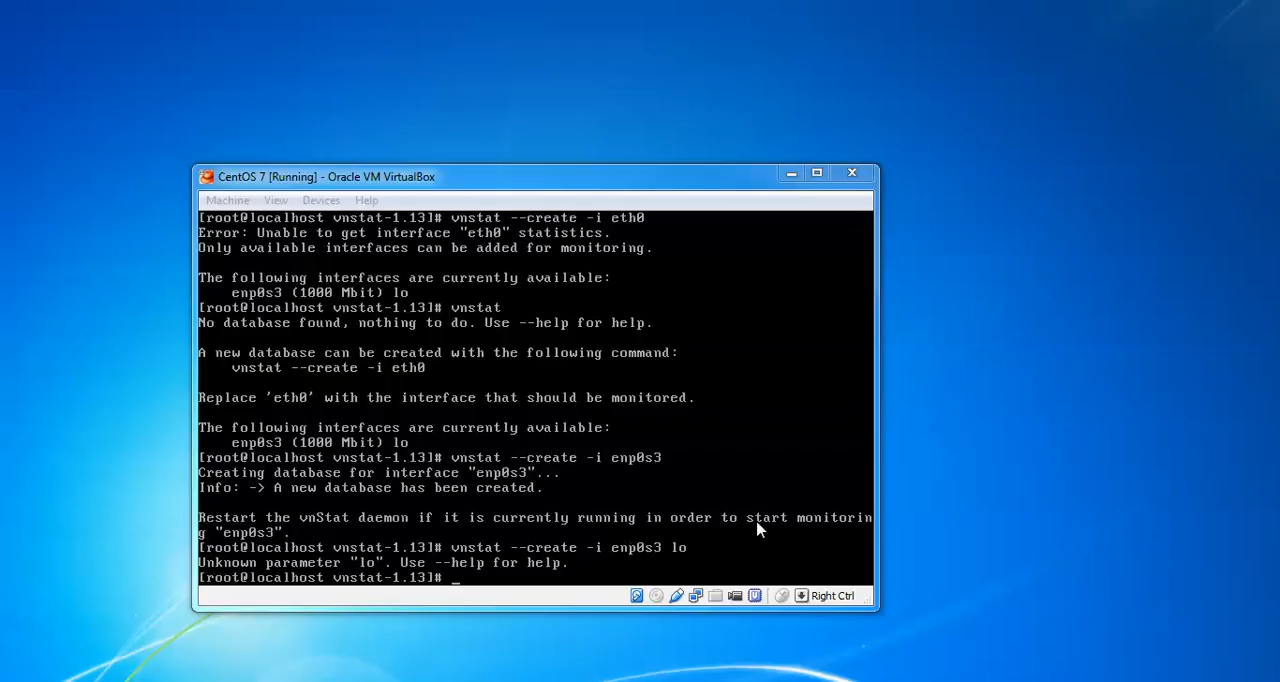 CentOS 7 [Running] - Oracle VM VirtualBox
Machine View Devices Help
[root@localhost vnstat-1.13]# vnstat --create -i eth0
Error: Unable to get interface "eth0" statistics.
Only available interfaces can be added for monitoring.
The following interfaces are currently available:
enp0s3 (1000 Mbit) lo
[root@localhost vnstat-1.13]# vnstat
No database found, nothing to do. Use --help for help.
A new database can be created with the following command:
vnstat --create -i eth0
Replace 'eth0' with the interface that should be monitored.
The following interfaces are currently available:
enp0s3 (1000 Mbit) lo
[root@localhost vnstat-1.13]# vnstat --create -i enp0s3
Creating database for interface "enp0s3"...
Info: -> A new database has been created.
Restart the vnStat daemon if it is currently running in order to start monitorin
g "enp0s3".
[root@localhost vnstat-1.13]# vnstat --create -i enp0s3 lo
Unknown parameter "lo". Use --help for help.
[root@localhost vnstat-1.13]# _
Right Ctrl